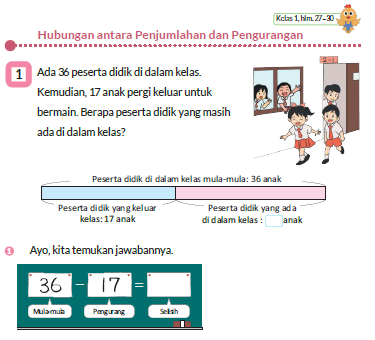 Kelas 1, hlm. 27–30
Hubungan antara Penjumlahan dan Pengurangan
1
Ada 36 peserta didik di dalam kelas.
Kemudian, 17 anak pergi keluar untuk
bermain. Berapa peserta didik yang masih
ada di dalam kelas?
Peserta didik di dalam kelas mula-mula: 36 anak
Peserta didik yang keluar
kelas: 17 anak
Peserta didik yang ada
di dalam kelas : anak
1 Ayo, kita temukan jawabannya.
36 − 17 =
Mula-mula Pengurang Selisih